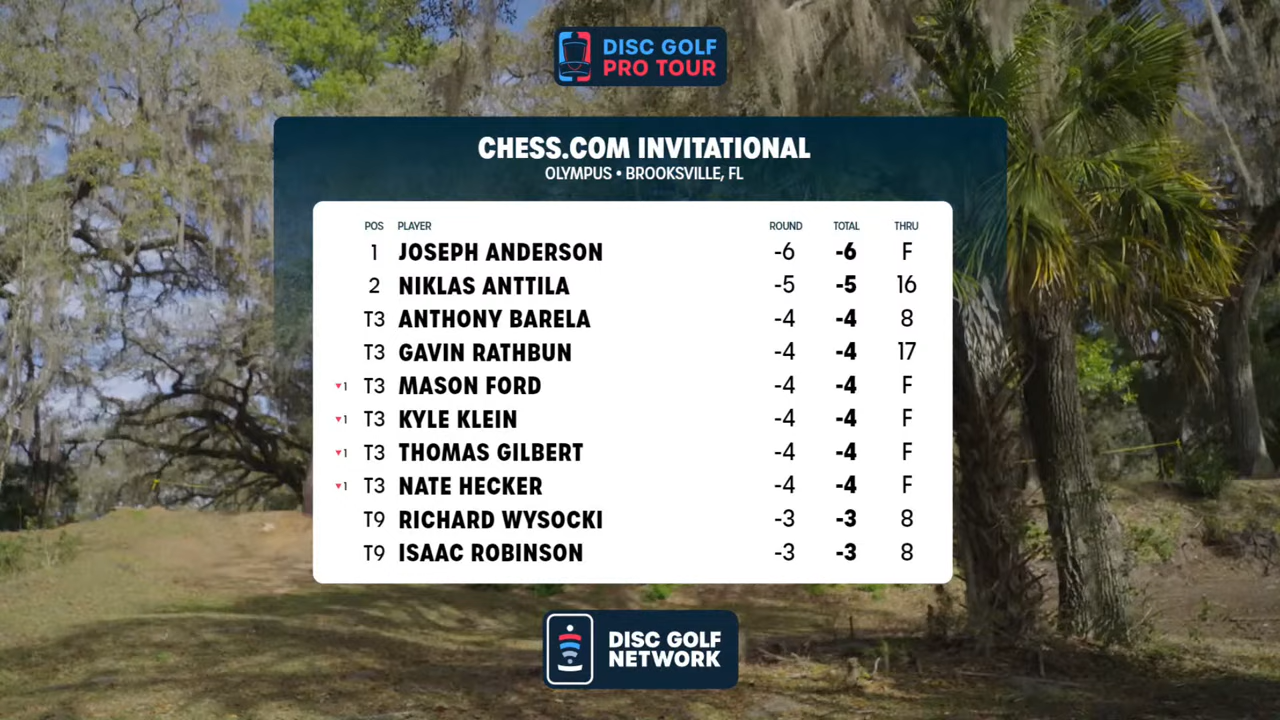 DISC GOLF
PRO TOUR
CHESS.COM INVITATIONAL
OLYMPUS • BROOKSVILLE, FL
POS PLAYER ROUND TOTAL THRU
1 JOSEPH ANDERSON -6 -6 F
2 NIKLAS ANTTILA -5 -5 16
T3 ANTHONY BARELA -4 -4 8
T3 GAVIN RATHBUN -4 -4 17
▼1 T3 MASON FORD -4 -4 F
▼1 T3 KYLE KLEIN -4 -4 F
▼1 T3 THOMAS GILBERT -4 -4 F
▼1 T3 NATE HECKER -4 -4 F
T9 RICHARD WYSOCKI -3 -3 8
T9 ISAAC ROBINSON -3 -3 8
DISC GOLF
NETWORK